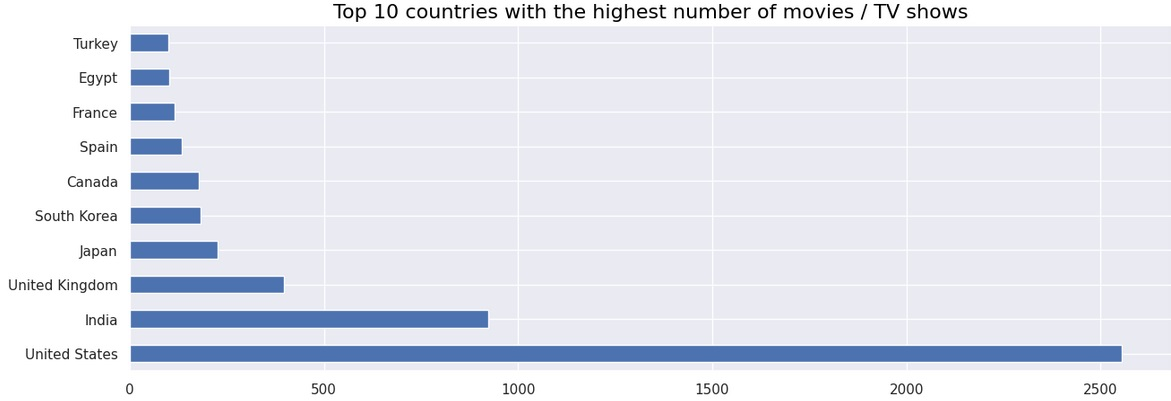 Top 10 countries with the highest number of movies / TV shows
Turkey
Egypt
France
Spain
Canada
South Korea
Japan
United Kingdom
India
United States
0 500 1000 1500 2000 2500